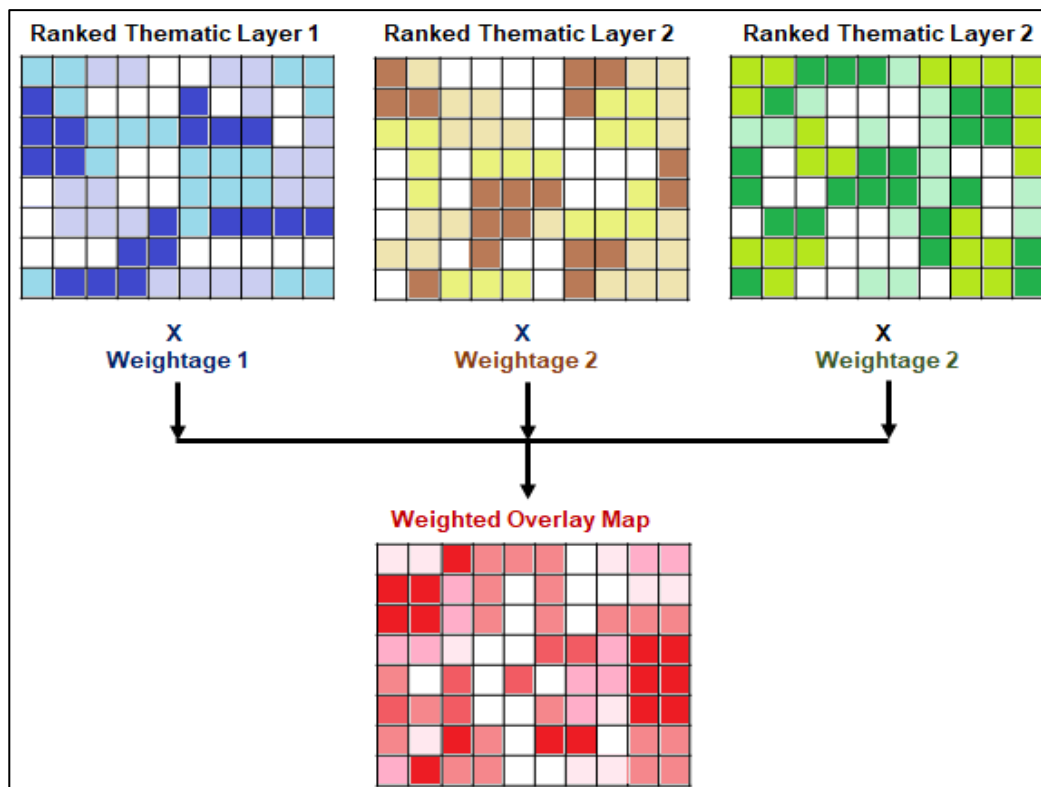 Ranked Thematic Layer 1
Ranked Thematic Layer 2
Ranked Thematic Layer 2
X
Weightage 1
X
Weightage 2
X
Weightage 2
Weighted Overlay Map